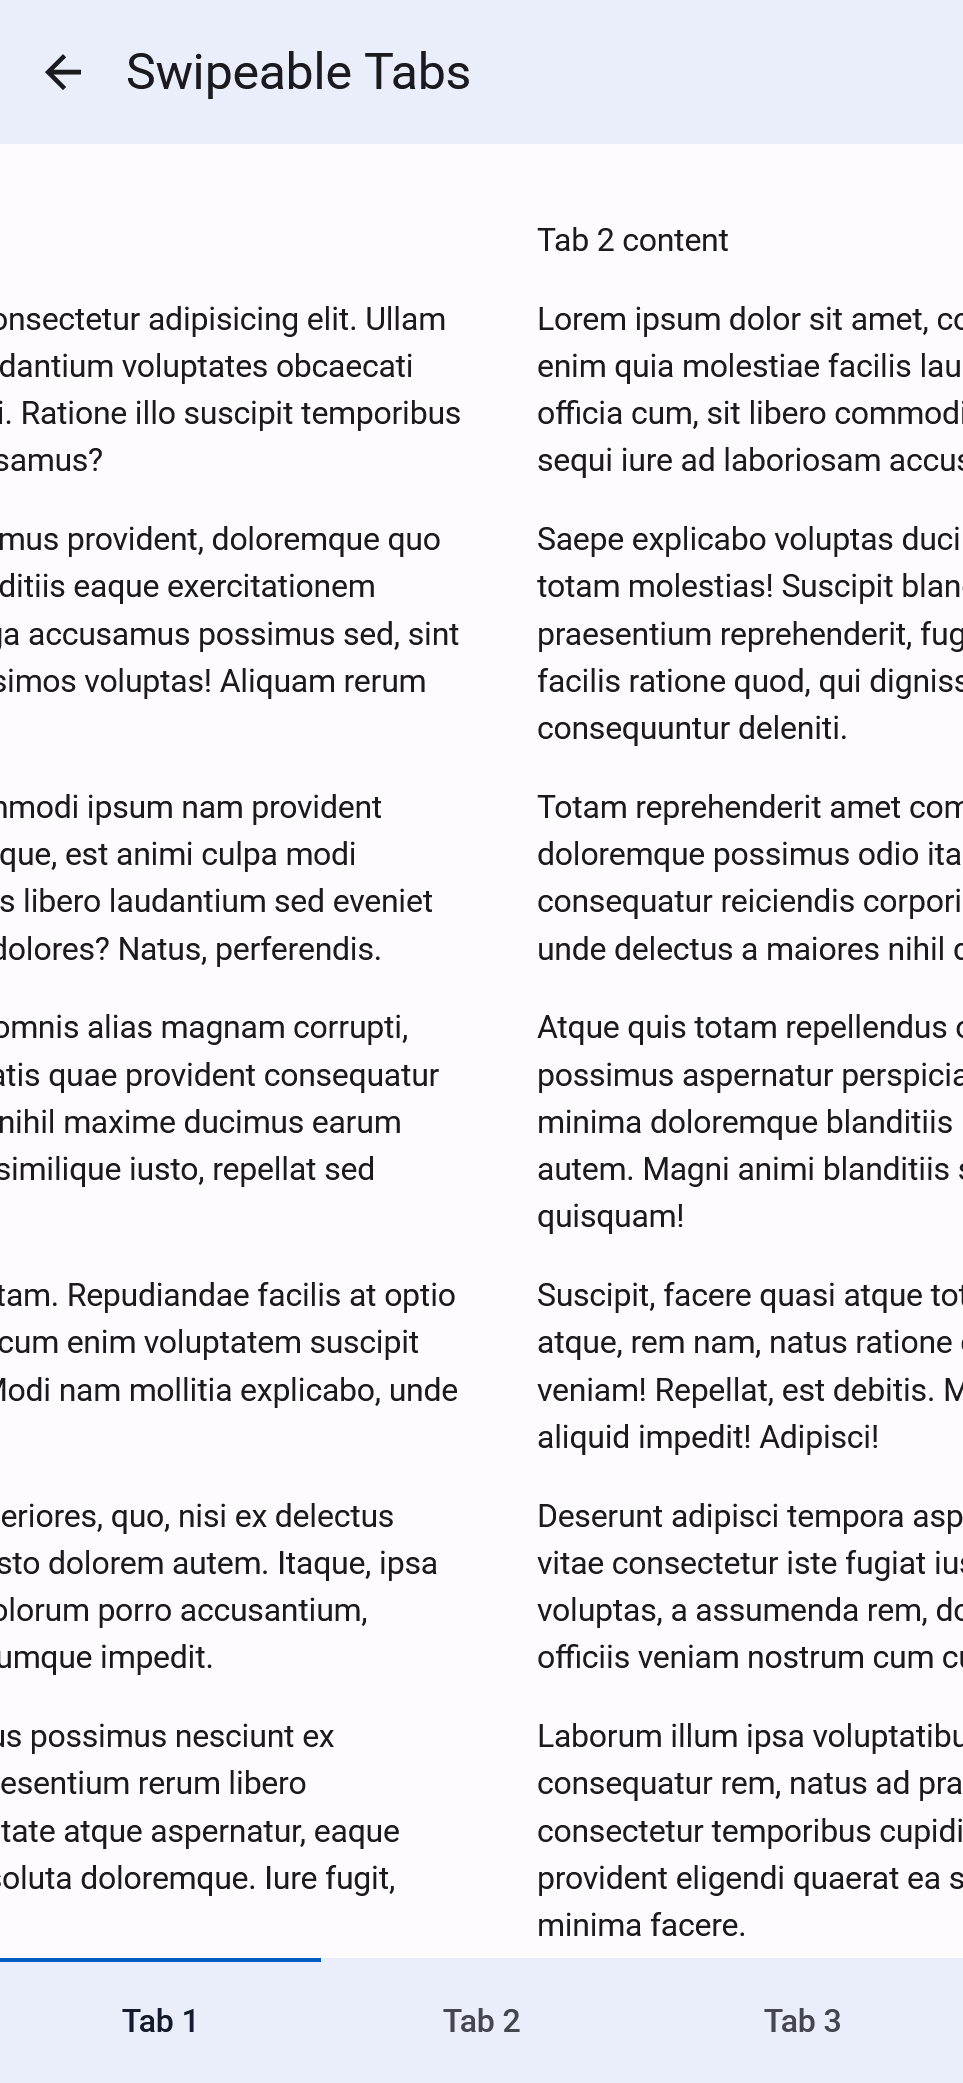 Swipeable Tabs
onsectetur adipisicing elit. Ullam
dantium voluptates obcaecati
i. Ratione illo suscipit temporibus
samus?
mus provident, doloremque quo
ditiis eaque exercitationem
ga accusamus possimus sed, sint
simos voluptas! Aliquam rerum
mmodi ipsum nam provident
que, est animi culpa modi
s libero laudantium sed eveniet
dolores? Natus, perferendis.
omnis alias magnam corrupti,
atis quae provident consequatur
nihil maxime ducimus earum
similique iusto, repellat sed
tam. Repudiandae facilis at optio
cum enim voluptatem suscipit
Modi nam mollitia explicabo, unde
eriores, quo, nisi ex delectus
sto dolorem autem. Itaque, ipsa
olorum porro accusantium,
umque impedit.
us possimus nesciunt ex
esentium rerum libero
tate atque aspernatur, eaque
soluta doloremque. Iure fugit,
Tab 2 content
Lorem ipsum dolor sit amet, co
enim quia molestiae facilis lau
officia cum, sit libero commodi
sequi iure ad laboriosam accus
Saepe explicabo voluptas duci
totam molestias! Suscipit blan
praesentium reprehenderit, fug
facilis ratione quod, qui digniss
consequuntur deleniti.
Totam reprehenderit amet com
doloremque possimus odio ita
consequatur reiciendis corpori
unde delectus a maiores nihil d
Atque quis totam repellendus o
possimus aspernatur perspicia
minima doloremque blanditiis
autem. Magni animi blanditiis s
quisquam!
Suscipit, facere quasi atque tot
atque, rem nam, natus ratione
veniam! Repellat, est debitis. M
aliquid impedit! Adipisci!
Deserunt adipisci tempora asp
vitae consectetur iste fugiat ius
voluptas, a assumenda rem, do
officiis veniam nostrum cum cu
Laborum illum ipsa voluptatibu
consequatur rem, natus ad pra
consectetur temporibus cupidi
provident eligendi quaerat ea s
minima facere.
Tab 1
Tab 2
Tab 3